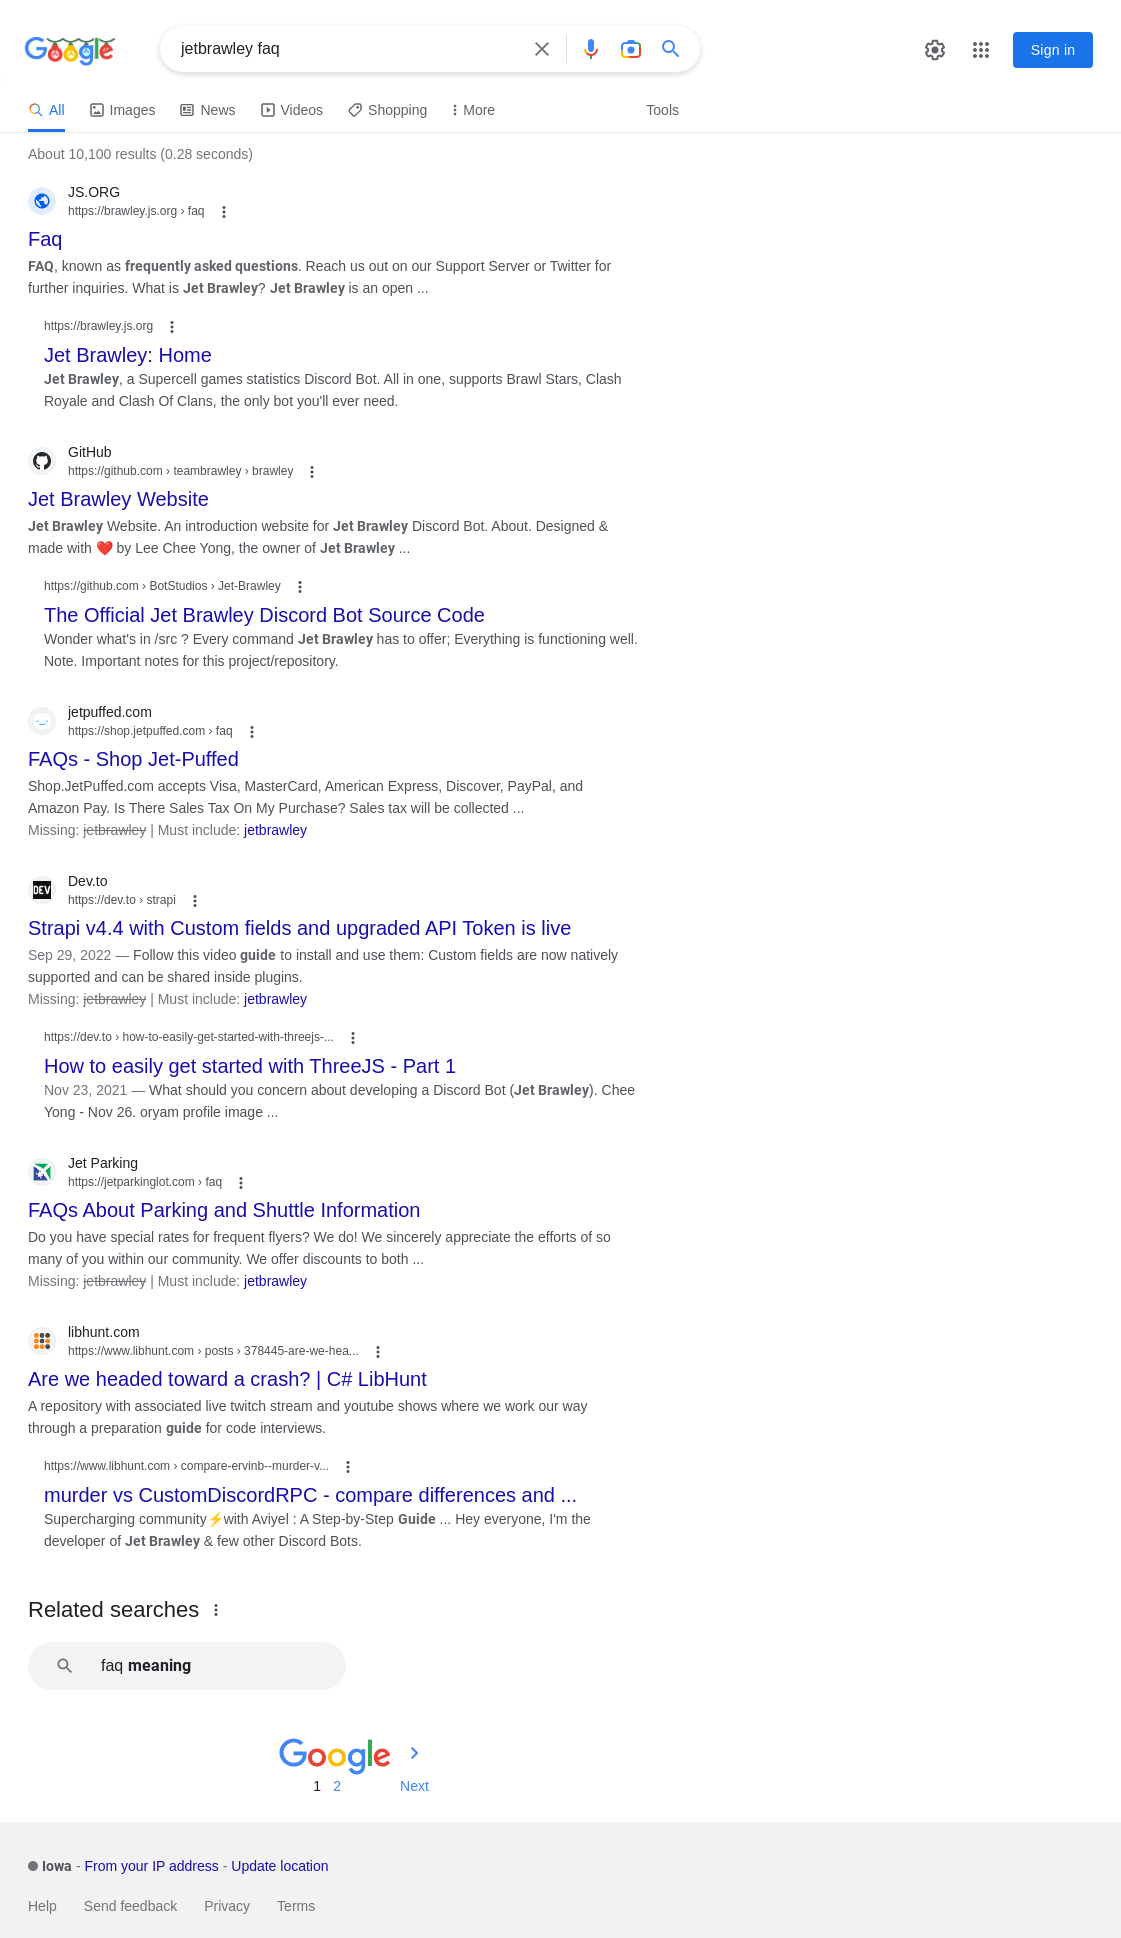 Google
jetbrawley faq
Sign in
All Images News Videos Shopping More Tools
About 10,100 results (0.28 seconds)
JS.ORG
https://brawley.js.org › faq
Faq
FAQ, known as frequently asked questions. Reach us out on our Support Server or Twitter for
further inquiries. What is Jet Brawley? Jet Brawley is an open ...
https://brawley.js.org
Jet Brawley: Home
Jet Brawley, a Supercell games statistics Discord Bot. All in one, supports Brawl Stars, Clash
Royale and Clash Of Clans, the only bot you'll ever need.
GitHub
https://github.com › teambrawley › brawley
Jet Brawley Website
Jet Brawley Website. An introduction website for Jet Brawley Discord Bot. About. Designed &
made with ❤️ by Lee Chee Yong, the owner of Jet Brawley ...
https://github.com › BotStudios › Jet-Brawley
The Official Jet Brawley Discord Bot Source Code
Wonder what's in /src ? Every command Jet Brawley has to offer; Everything is functioning well.
Note. Important notes for this project/repository.
jetpuffed.com
https://shop.jetpuffed.com › faq
FAQs - Shop Jet-Puffed
Shop.JetPuffed.com accepts Visa, MasterCard, American Express, Discover, PayPal, and
Amazon Pay. Is There Sales Tax On My Purchase? Sales tax will be collected ...
Missing: jetbrawley | Must include: jetbrawley
DEV
Dev.to
https://dev.to › strapi
Strapi v4.4 with Custom fields and upgraded API Token is live
Sep 29, 2022 — Follow this video guide to install and use them: Custom fields are now natively
supported and can be shared inside plugins.
Missing: jetbrawley | Must include: jetbrawley
https://dev.to › how-to-easily-get-started-with-threejs-...
How to easily get started with ThreeJS - Part 1
Nov 23, 2021 — What should you concern about developing a Discord Bot (Jet Brawley). Chee
Yong - Nov 26. oryam profile image ...
Jet Parking
https://jetparkinglot.com › faq
FAQs About Parking and Shuttle Information
Do you have special rates for frequent flyers? We do! We sincerely appreciate the efforts of so
many of you within our community. We offer discounts to both ...
Missing: jetbrawley | Must include: jetbrawley
libhunt.com
https://www.libhunt.com › posts › 378445-are-we-hea...
Are we headed toward a crash? | C# LibHunt
A repository with associated live twitch stream and youtube shows where we work our way
through a preparation guide for code interviews.
https://www.libhunt.com › compare-ervinb--murder-v...
murder vs CustomDiscordRPC - compare differences and ...
Supercharging community⚡with Aviyel : A Step-by-Step Guide ... Hey everyone, I'm the
developer of Jet Brawley & few other Discord Bots.
Related searches
faq meaning
Google
1 2 Next
Iowa - From your IP address - Update location
Help Send feedback Privacy Terms